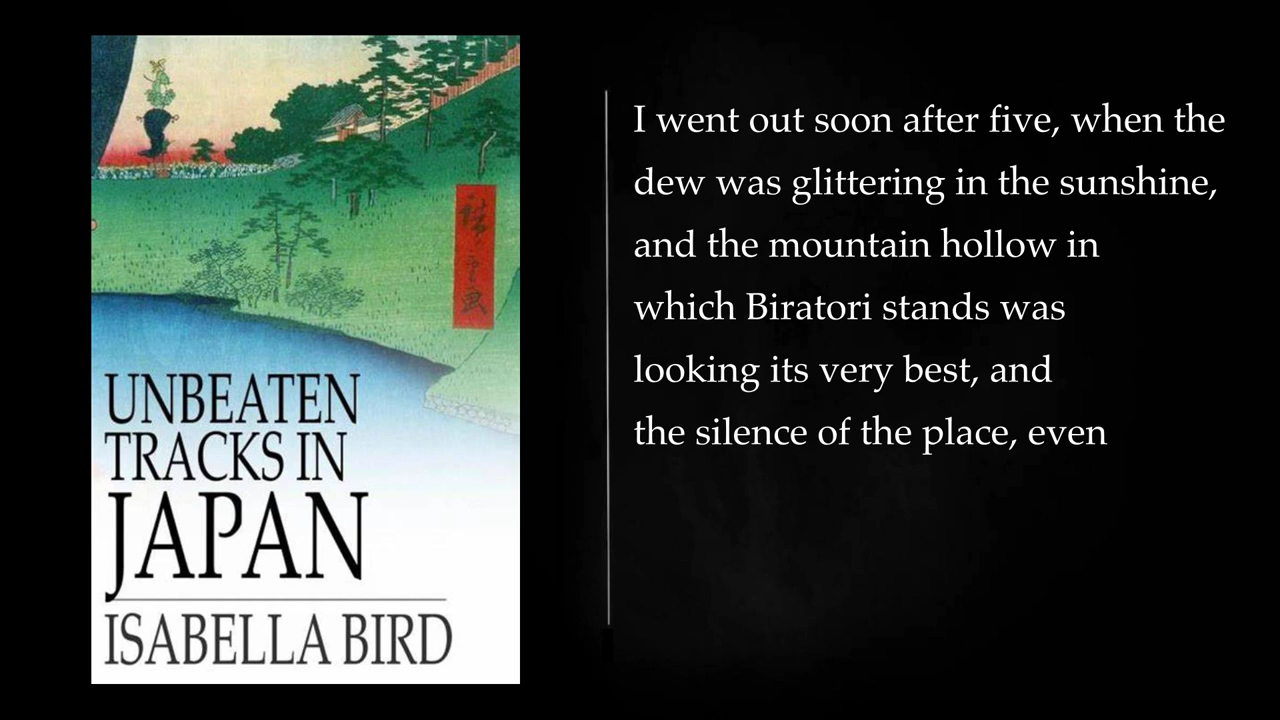 UNBEATEN
TRACKS IN
JAPAN
ISABELLA BIRD
I went out soon after five, when the
dew was glittering in the sunshine,
and the mountain hollow in
which Biratori stands was
looking its very best, and
the silence of the place, even